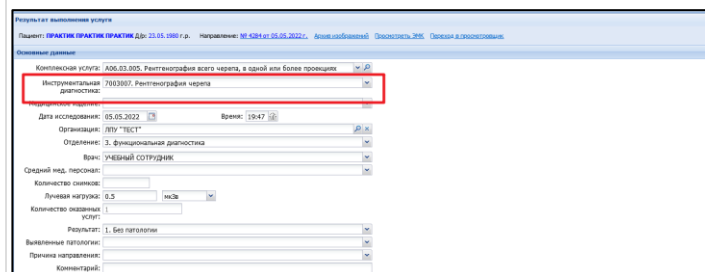 Результат выполнения услуги
Пациент: ПРАКТИК ПРАКТИК ПРАКТИК Д/р: 23.05.1980 г.р. Направление: № 4284 от 05.05.2022 г. Архив изображений Просмотреть ЭМК Переход в просмотровщик
Основные данные
Комплексная услуга: A06.03.005. Рентгенография всего черепа, в одной или более проекциях
Инструментальная диагностика: 7003007. Рентгенография черепа
Медицинское изделие:
Дата исследования: 05.05.2022 Время: 19:47
Организация: ЛПУ "ТЕСТ"
Отделение: 3. функциональная диагностика
Врач: УЧЕБНЫЙ СОТРУДНИК
Средний мед. персонал:
Количество снимков:
Лучевая нагрузка: 0.5 мкЗв
Количество оказанных услуг: 1
Результат: 1. Без патологии
Выявленные патологии:
Причина направления:
Комментарий: